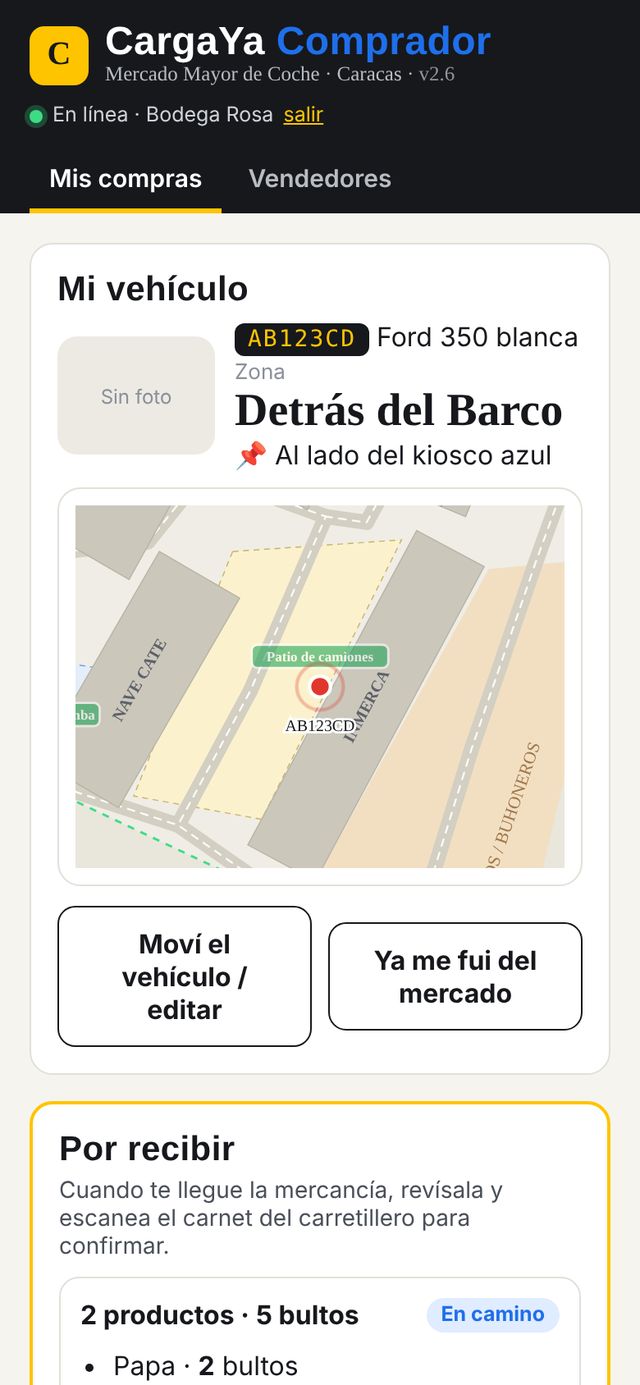 C
CargaYa Comprador
Mercado Mayor de Coche · Caracas · v2.6
En línea · Bodega Rosa salir
Mis compras
Vendedores
Mi vehículo
Sin foto
AB123CD Ford 350 blanca
Zona
Detrás del Barco
📌 Al lado del kiosco azul
NAVE CATE
Patio de camiones
AB123CD
Moví el
vehículo /
editar
Ya me fui del
mercado
Por recibir
Cuando te llegue la mercancía, revísala y
escanea el carnet del carretillero para
confirmar.
2 productos · 5 bultos
En camino
• Papa · 2 bultos
/ BUHONEROS